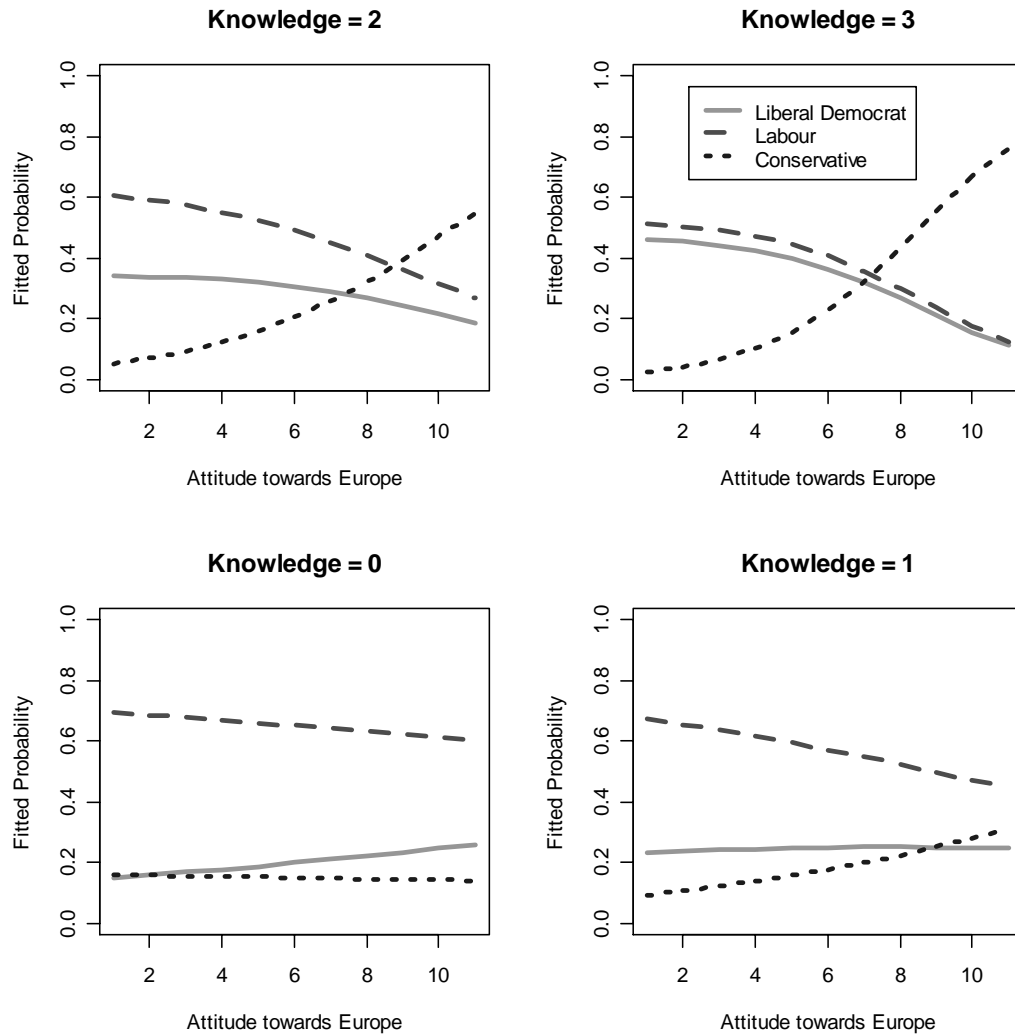 Knowledge = 2
Fitted Probability
1.0
0.8
0.6
0.4
0.2
0.0
2 4 6 8 10
Attitude towards Europe
Knowledge = 3
Fitted Probability
1.0
0.8
0.6
0.4
0.2
0.0
Liberal Democrat
Labour
Conservative
2 4 6 8 10
Attitude towards Europe
Knowledge = 0
Fitted Probability
1.0
0.8
0.6
0.4
0.2
0.0
2 4 6 8 10
Attitude towards Europe
Knowledge = 1
Fitted Probability
1.0
0.8
0.6
0.4
0.2
0.0
2 4 6 8 10
Attitude towards Europe